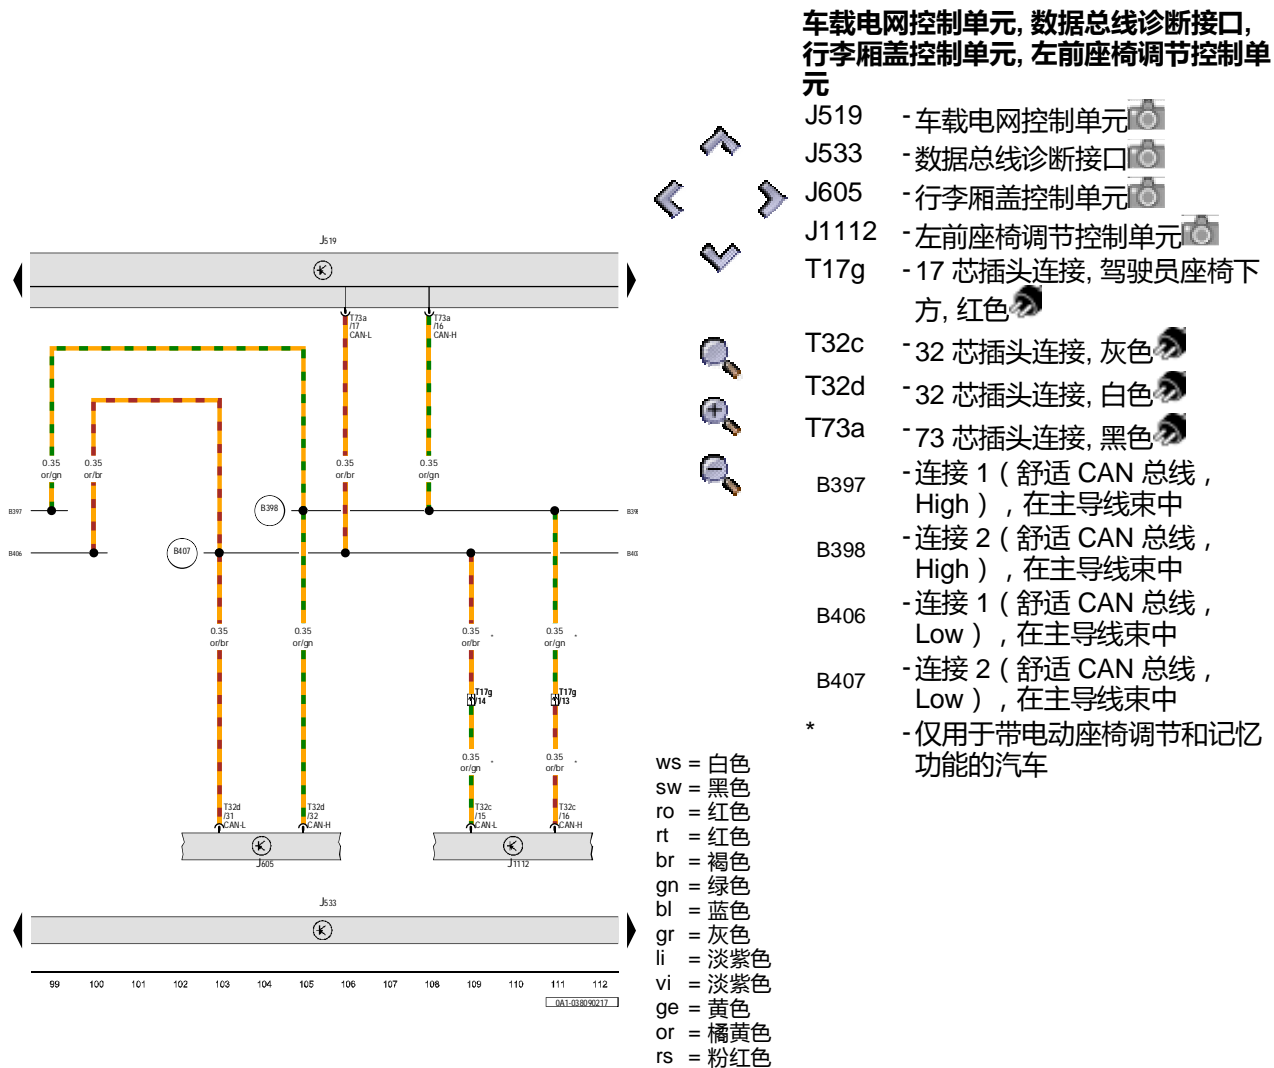 车载电网控制单元, 数据总线诊断接口,
行李厢盖控制单元, 左前座椅调节控制单
元
J519 - 车载电网控制单元
J533 - 数据总线诊断接口
J605 - 行李厢盖控制单元
J1112 - 左前座椅调节控制单元
T17g - 17 芯插头连接, 驾驶员座椅下
方, 红色
T32c - 32 芯插头连接, 灰色
T32d - 32 芯插头连接, 白色
T73a - 73 芯插头连接, 黑色
B397 - 连接 1（舒适 CAN 总线，
High），在主导线束中
B398 - 连接 2（舒适 CAN 总线，
High），在主导线束中
B406 - 连接 1（舒适 CAN 总线，
Low），在主导线束中
B407 - 连接 2（舒适 CAN 总线，
Low），在主导线束中
* - 仅用于带电动座椅调节和记忆
功能的汽车
J519
T73a
/17
CAN-L
T73a
/16
CAN-H
0.35
or/gn
0.35
or/br
0.35
or/br
0.35
or/gn
B397
B398
B398
B406
B407
0.35
or/br
0.35
or/gn
0.35
or/br *
0.35
or/gn *
T17g
/14
T17g
/13
0.35
or/gn *
0.35
or/br *
T32d
/31
CAN-L
T32d
/32
CAN-H
T32c
/15
CAN-L
T32c
/16
CAN-H
J605
J1112
J533
99 100 101 102 103 104 105 106 107 108 109 110 111 112
0A1-038090217
ws = 白色
sw = 黑色
ro = 红色
rt = 红色
br = 褐色
gn = 绿色
bl = 蓝色
gr = 灰色
li = 淡紫色
vi = 淡紫色
ge = 黄色
or = 橘黄色
rs = 粉红色